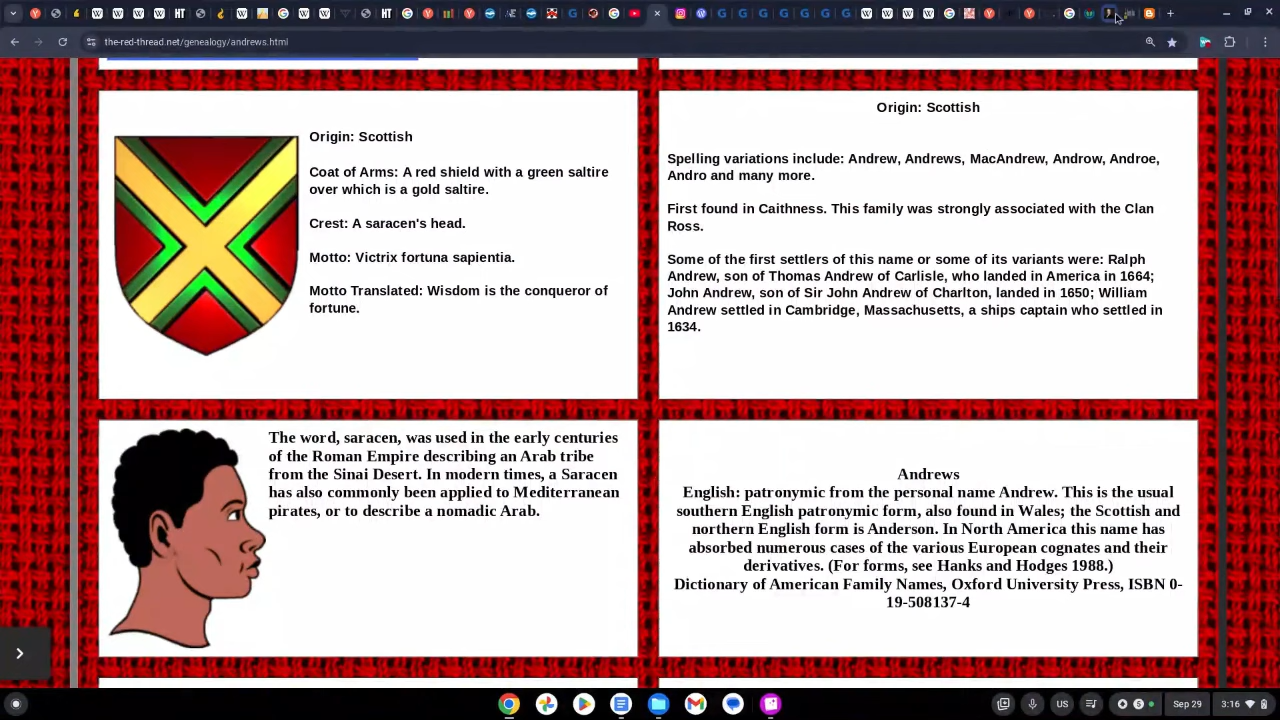 the-red-thread.net/genealogy/andrews.html
Origin: Scottish
Coat of Arms: A red shield with a green saltire
over which is a gold saltire.
Crest: A saracen's head.
Motto: Victrix fortuna sapientia.
Motto Translated: Wisdom is the conqueror of
fortune.
Origin: Scottish
Spelling variations include: Andrew, Andrews, MacAndrew, Androw, Androe,
Andro and many more.
First found in Caithness. This family was strongly associated with the Clan
Ross.
Some of the first settlers of this name or some of its variants were: Ralph
Andrew, son of Thomas Andrew of Carlisle, who landed in America in 1664;
John Andrew, son of Sir John Andrew of Charlton, landed in 1650; William
Andrew settled in Cambridge, Massachusetts, a ships captain who settled in
1634.
The word, saracen, was used in the early centuries
of the Roman Empire describing an Arab tribe
from the Sinai Desert. In modern times, a Saracen
has also commonly been applied to Mediterranean
pirates, or to describe a nomadic Arab.
Andrews
English: patronymic from the personal name Andrew. This is the usual
southern English patronymic form, also found in Wales; the Scottish and
northern English form is Anderson. In North America this name has
absorbed numerous cases of the various European cognates and their
derivatives. (For forms, see Hanks and Hodges 1988.)
Dictionary of American Family Names, Oxford University Press, ISBN 0-
19-508137-4
US
5
Sep 29
3:16